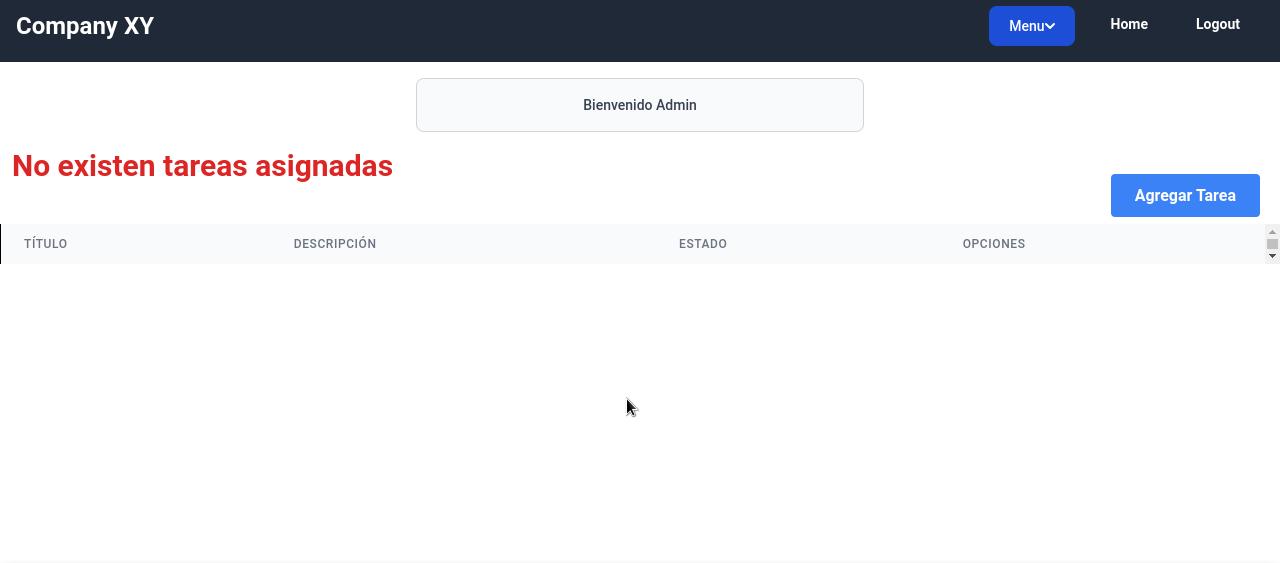 Company XY
Menu
Home
Logout
Bienvenido Admin
No existen tareas asignadas
Agregar Tarea
TÍTULO
DESCRIPCIÓN
ESTADO
OPCIONES